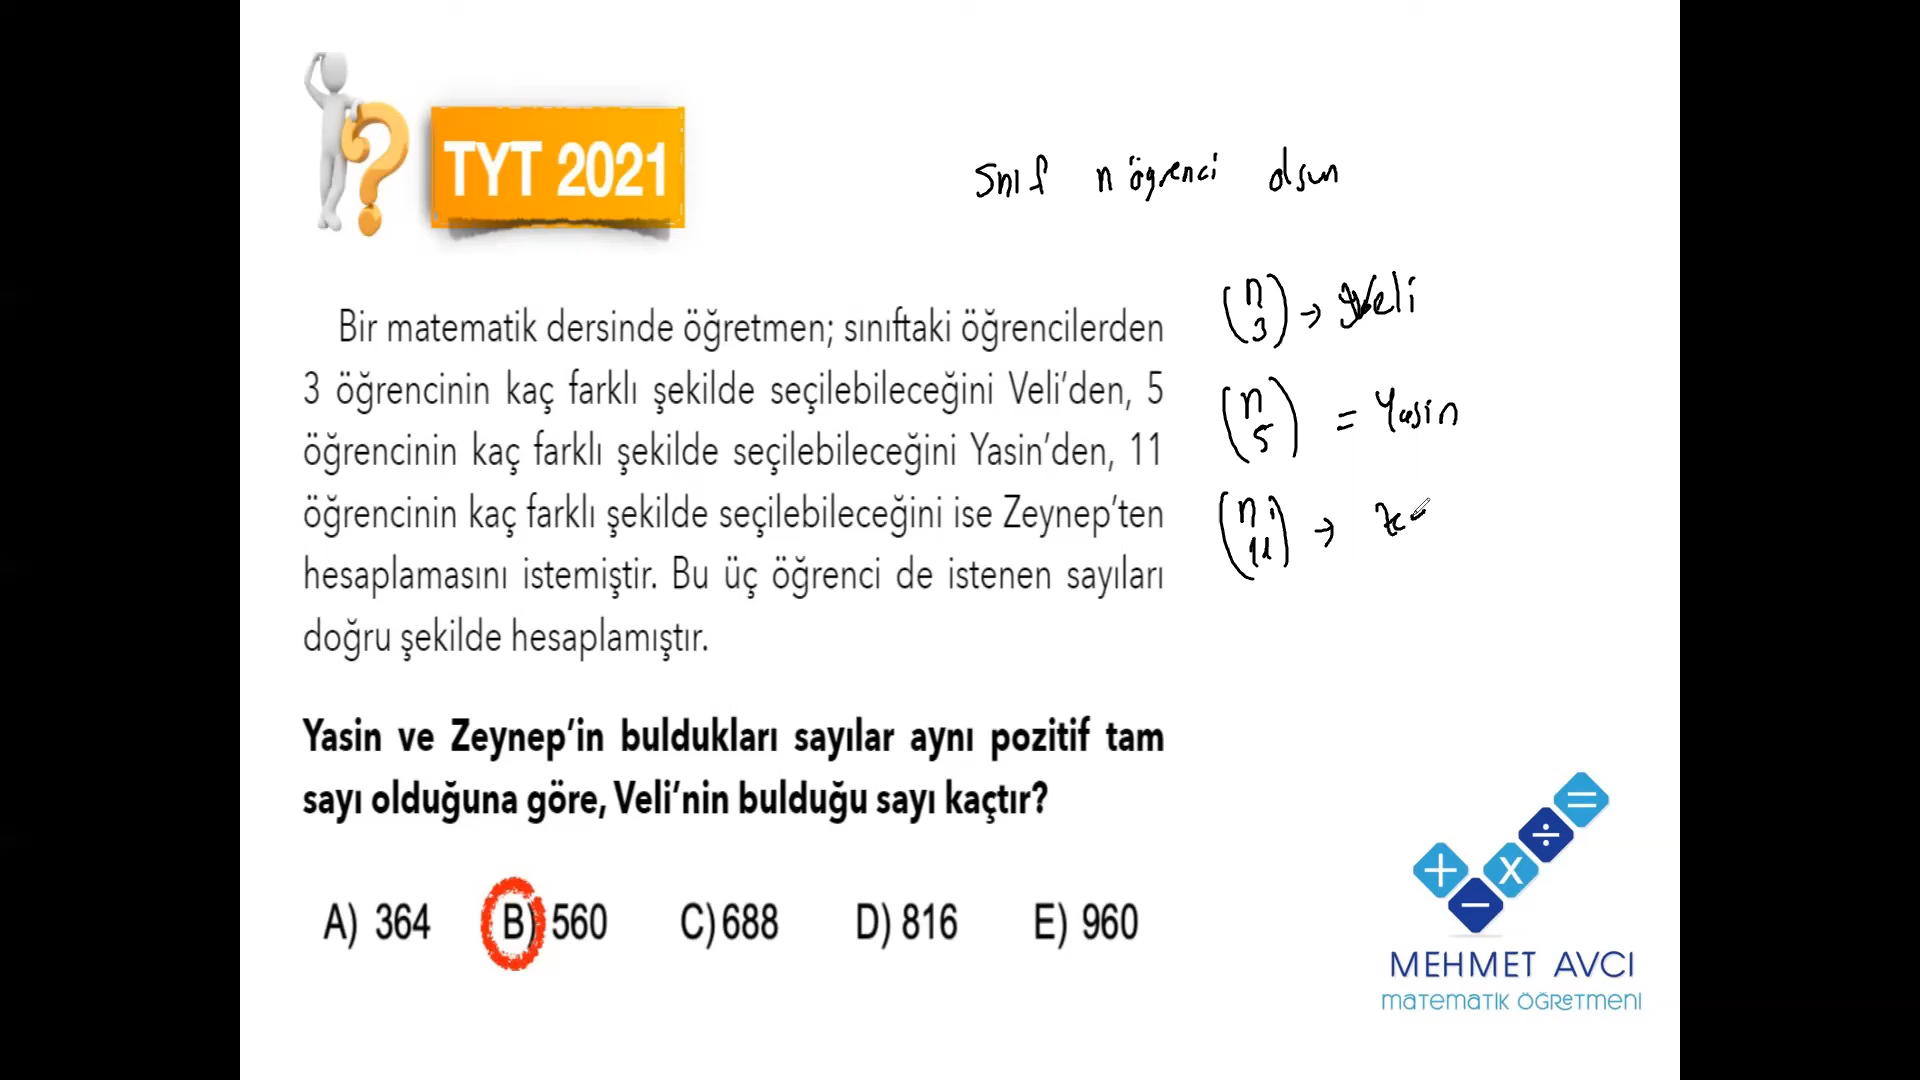 TYT 2021
Sınıf n öğrenci olsun
Bir matematik dersinde öğretmen; sınıftaki öğrencilerden
3 öğrencinin kaç farklı şekilde seçilebileceğini Veli’den, 5
öğrencinin kaç farklı şekilde seçilebileceğini Yasin’den, 11
öğrencinin kaç farklı şekilde seçilebileceğini ise Zeynep’ten
hesaplamasını istemiştir. Bu üç öğrenci de istenen sayıları
doğru şekilde hesaplamıştır.
Yasin ve Zeynep’in buldukları sayılar aynı pozitif tam
sayı olduğuna göre, Veli’nin bulduğu sayı kaçtır?
A) 364 B) 560 C) 688 D) 816 E) 960
(n 3) → Veli
(n 5) = Yasin
(n 11) →
+ − x ÷ =
MEHMET AVCI
matematik öğretmeni